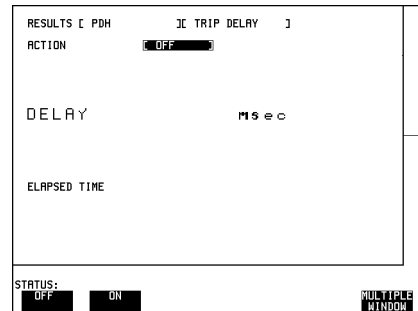 RESULTS [ PDH ][ TRIP DELAY ]
ACTION [ OFF ]
DELAY msec
ELAPSED TIME
STATUS:
OFF ON MULTIPLE WINDOW